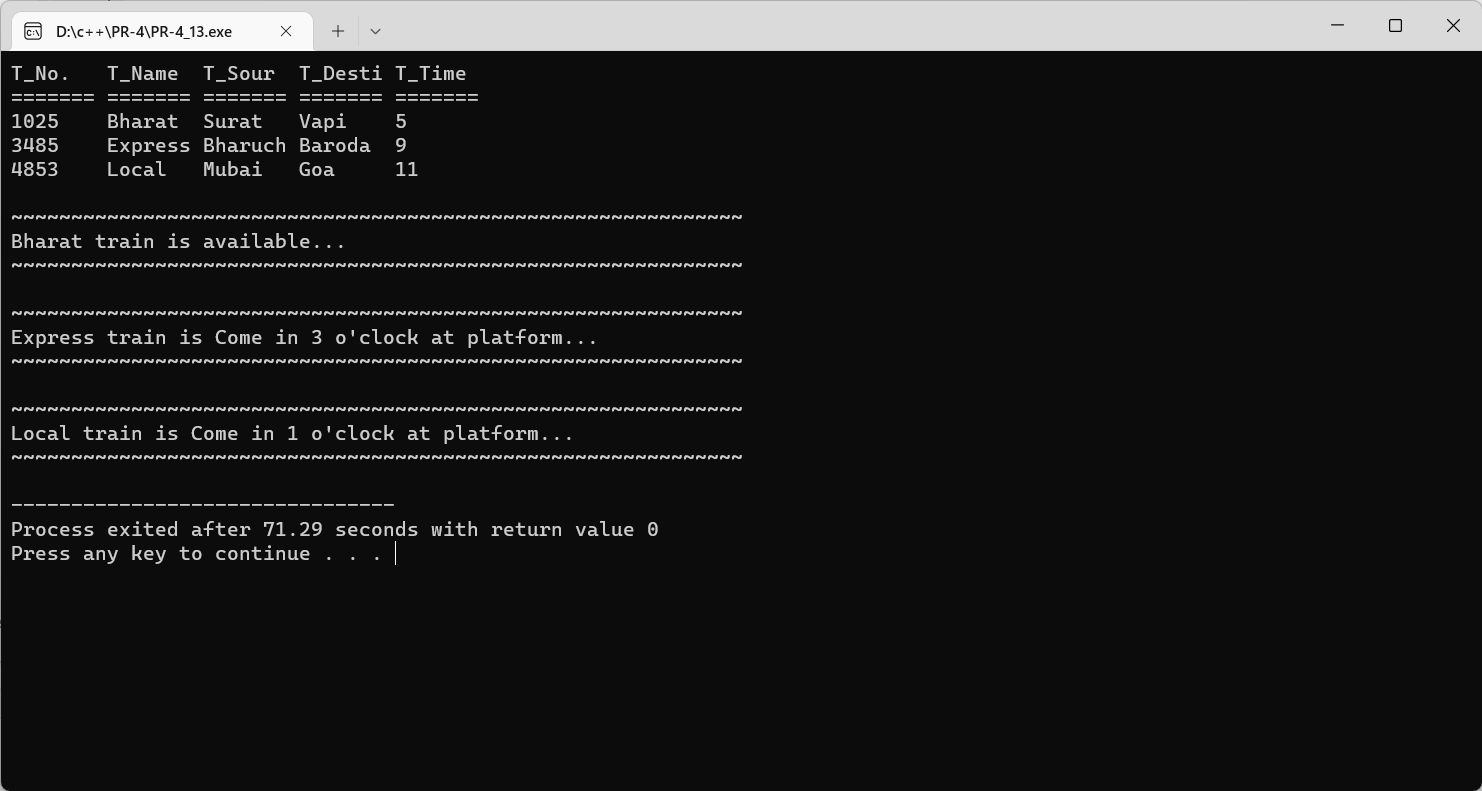 D:\c++\PR-4\PR-4_13.exe
T_No.   T_Name  T_Sour  T_Desti T_Time
======= ======= ======= ======= =======
1025    Bharat  Surat   Vapi    5
3485    Express Bharuch Baroda  9
4853    Local   Mubai   Goa     11
~~~~~~~~~~~~~~~~~~~~~~~~~~~~~~~~~~~~~~~~~~~~~~~~~~~~~~~~~~~~~
Bharat train is available...
~~~~~~~~~~~~~~~~~~~~~~~~~~~~~~~~~~~~~~~~~~~~~~~~~~~~~~~~~~~~~
~~~~~~~~~~~~~~~~~~~~~~~~~~~~~~~~~~~~~~~~~~~~~~~~~~~~~~~~~~~~~
Express train is Come in 3 o'clock at platform...
~~~~~~~~~~~~~~~~~~~~~~~~~~~~~~~~~~~~~~~~~~~~~~~~~~~~~~~~~~~~~
~~~~~~~~~~~~~~~~~~~~~~~~~~~~~~~~~~~~~~~~~~~~~~~~~~~~~~~~~~~~~
Local train is Come in 1 o'clock at platform...
~~~~~~~~~~~~~~~~~~~~~~~~~~~~~~~~~~~~~~~~~~~~~~~~~~~~~~~~~~~~~
--------------------------------
Process exited after 71.29 seconds with return value 0
Press any key to continue . . .